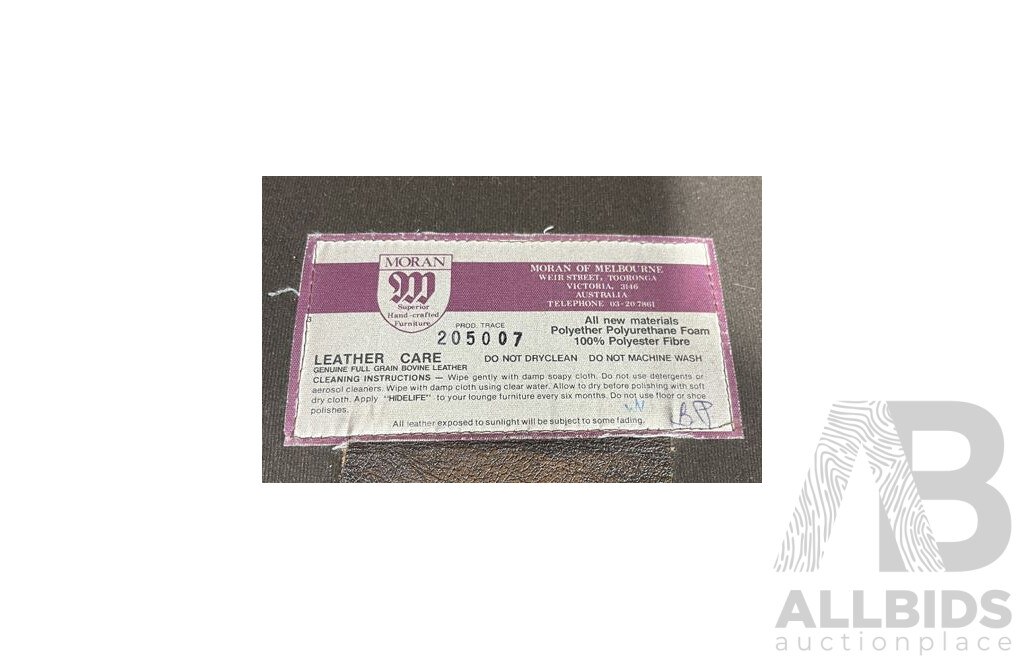 MORAN
M
Superior
Hand-crafted
Furniture
MORAN OF MELBOURNE
WEIR STREET, TOORONGA
VICTORIA, 3146
AUSTRALIA
TELEPHONE 03-20 7861
PROD. TRACE
205007
All new materials
Polyether Polyurethane Foam
100% Polyester Fibre
LEATHER CARE DO NOT DRYCLEAN DO NOT MACHINE WASH
GENUINE FULL GRAIN BOVINE LEATHER
CLEANING INSTRUCTIONS — Wipe gently with damp soapy cloth. Do not use detergents or
aerosol cleaners. Wipe with damp cloth using clear water. Allow to dry before polishing with soft
dry cloth. Apply "HIDELIFE" to your lounge furniture every six months. Do not use floor or shoe
polishes.
All leather exposed to sunlight will be subject to some fading.
AB
ALLBIDS
auctionplace